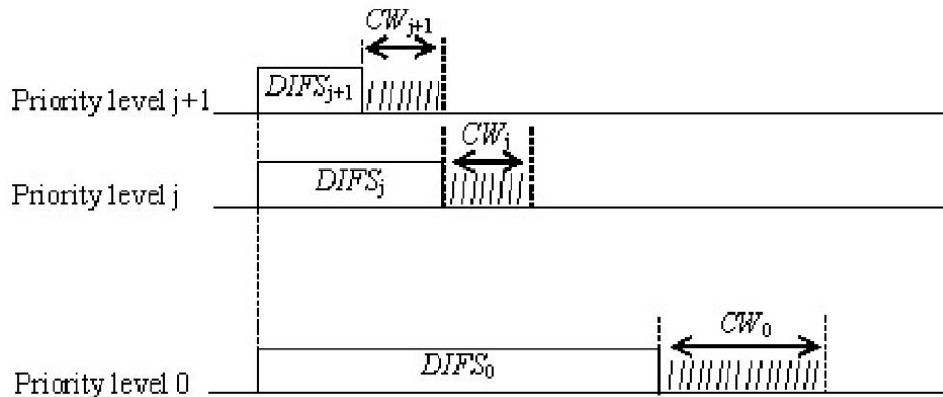 CWj+1
DIFSj+1
Priority level j+1
CWj
DIFSj
Priority level j
CW0
DIFS0
Priority level 0